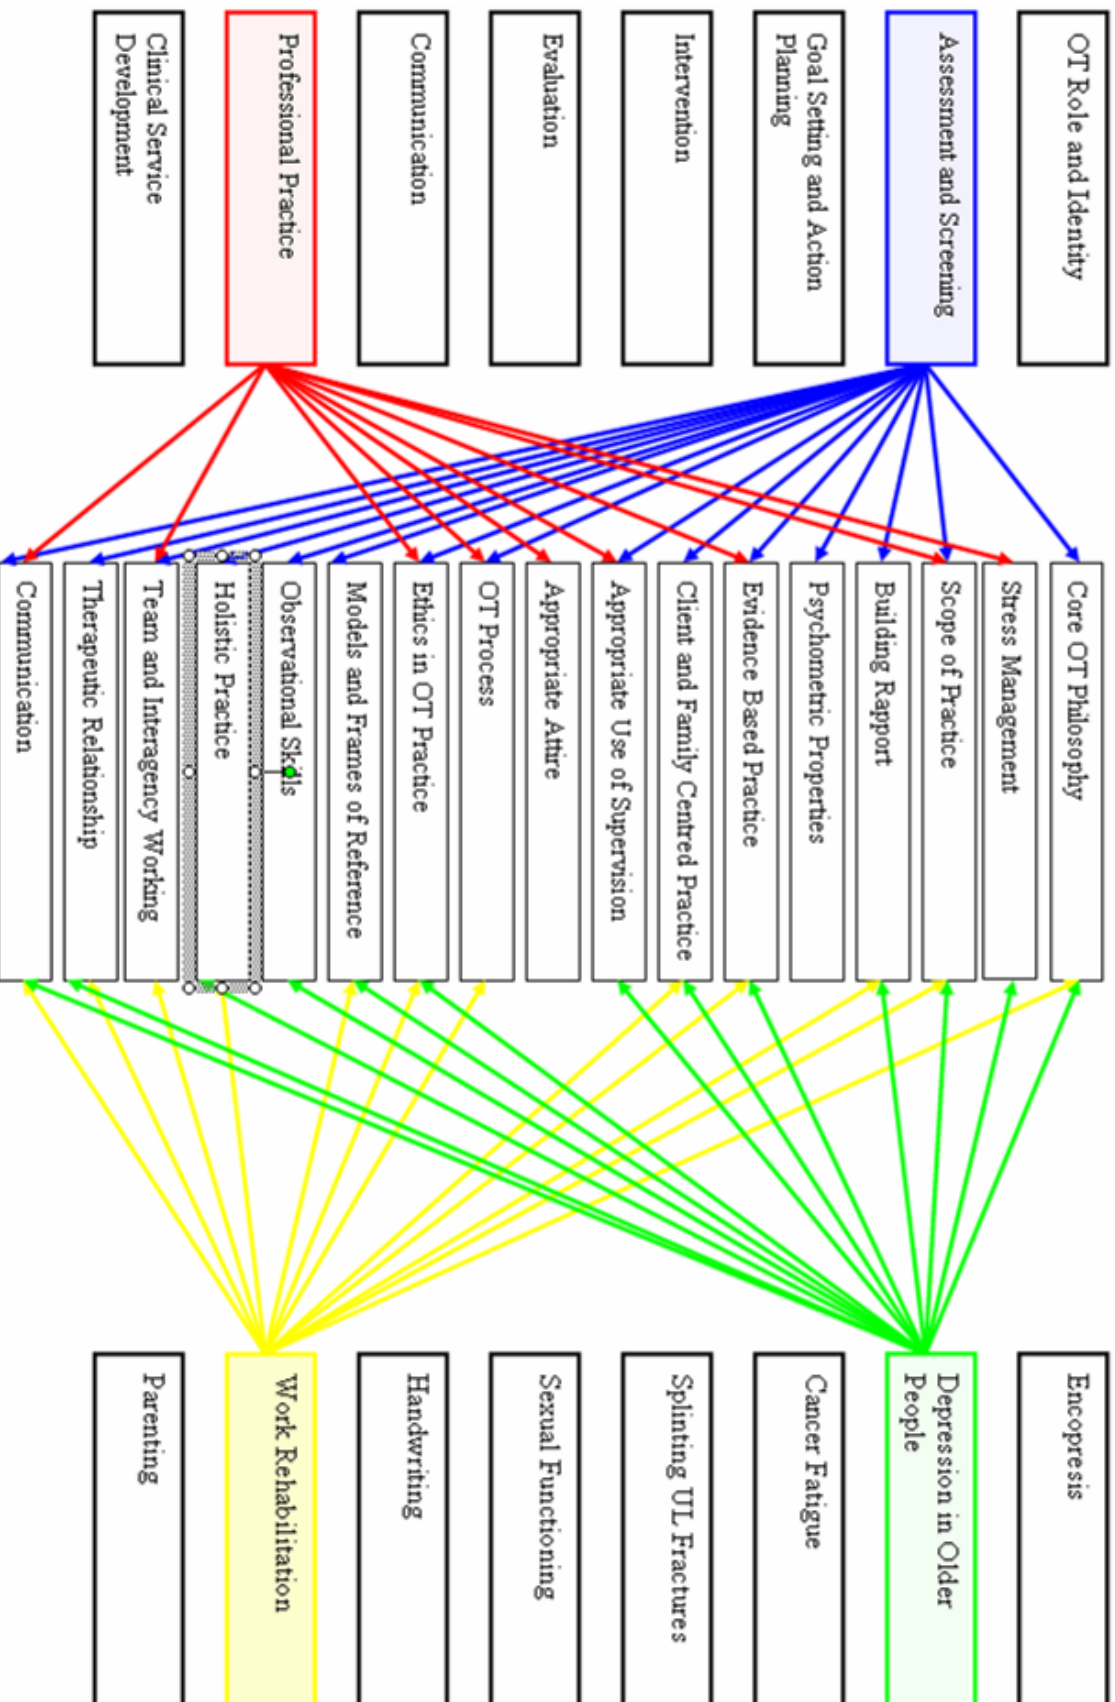 OT Role and Identity
Assessment and Screening
Goal Setting and Action
Planning
Intervention
Evaluation
Communication
Professional Practice
Clinical Service
Development
Core OT Philosophy
Stress Management
Scope of Practice
Building Rapport
Psychometric Properties
Evidence Based Practice
Client and Family Centred Practice
Appropriate Use of Supervision
Appropriate Attire
OT Process
Ethics in OT Practice
Models and Frames of Reference
Observational Skills
Holistic Practice
Team and Interagency Working
Therapeutic Relationship
Communication
Encopresis
Depression in Older
People
Cancer Fatigue
Splinting UL Fractures
Sexual Functioning
Handwriting
Work Rehabilitation
Parenting